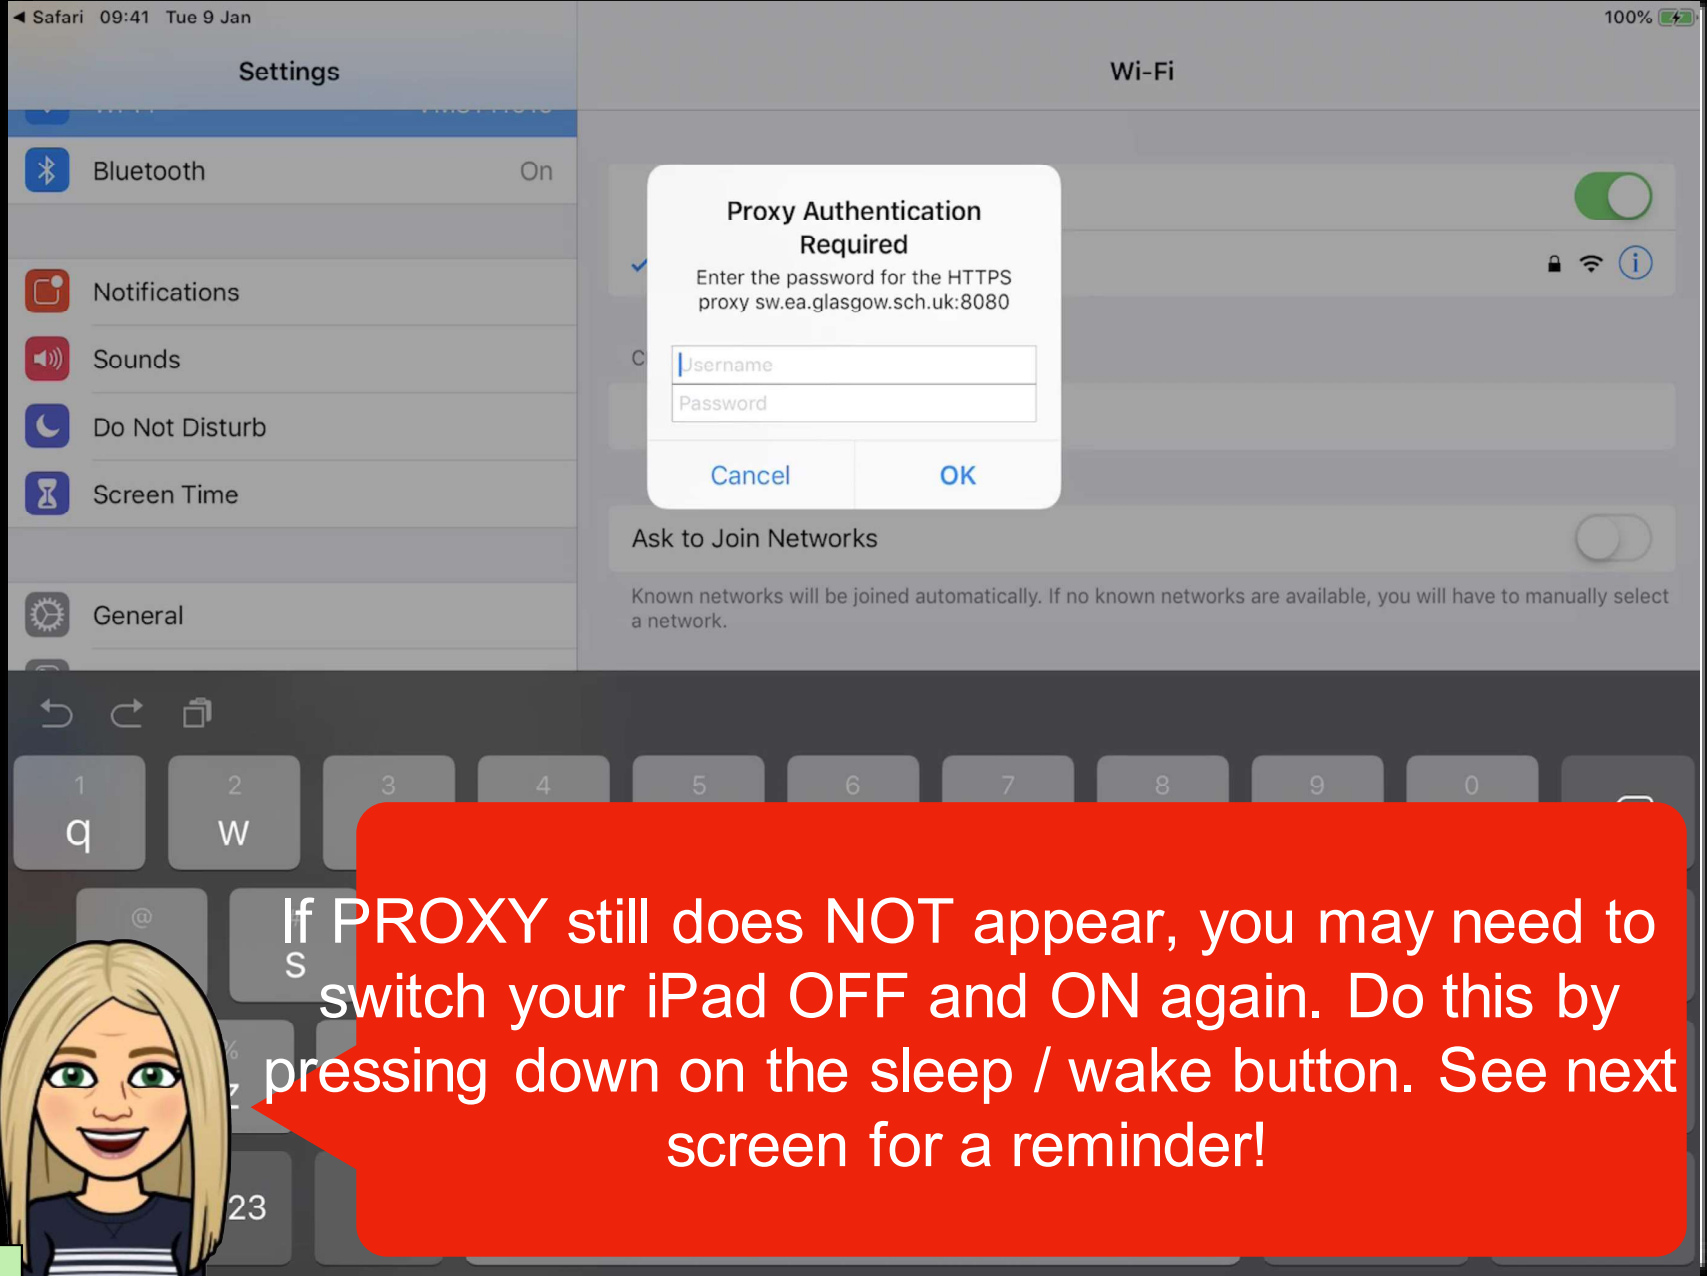 Safari 09:41 Tue 9 Jan
100%
Settings
Wi-Fi
Bluetooth
On
Notifications
Sounds
Do Not Disturb
Screen Time
General
Proxy Authentication
Required
Enter the password for the HTTPS
proxy sw.ea.glasgow.sch.uk:8080
Username
Password
Cancel
OK
C
Ask to Join Networks
Known networks will be joined automatically. If no known networks are available, you will have to manually select
a network.
1 2 3 4 5 6 7 8 9 0
q w
@ #
s
%
z
23
If PROXY still does NOT appear, you may need to
switch your iPad OFF and ON again. Do this by
pressing down on the sleep / wake button. See next
screen for a reminder!